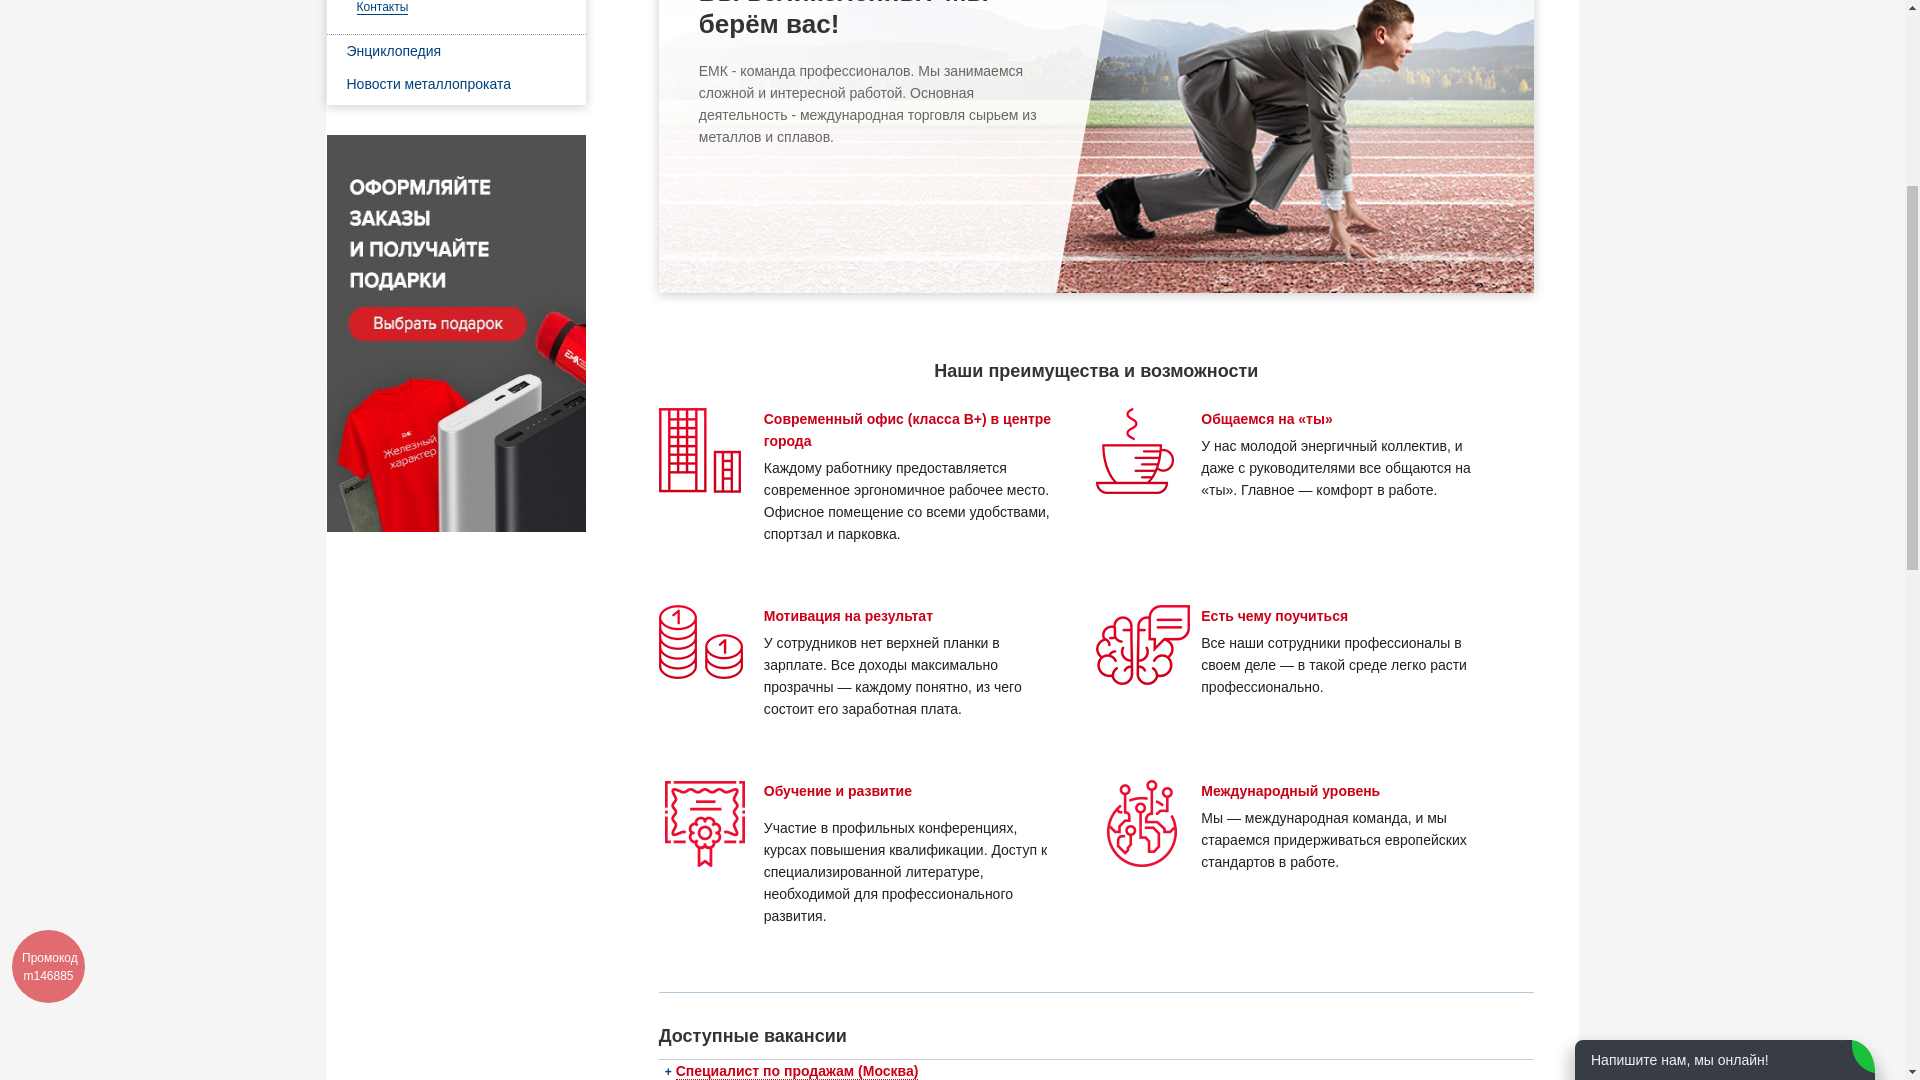 Контакты
Энциклопедия
Новости металлопроката
ОФОРМЛЯЙТЕ
ЗАКАЗЫ
И ПОЛУЧАЙТЕ
ПОДАРКИ
Выбрать подарок
Железный
характер
берём вас!
ЕМК - команда профессионалов. Мы занимаемся
сложной и интересной работой. Основная
деятельность - международная торговля сырьем из
металлов и сплавов.
Наши преимущества и возможности
Современный офис (класса В+) в центре
города
Каждому работнику предоставляется
современное эргономичное рабочее место.
Офисное помещение со всеми удобствами,
спортзал и парковка.
Общаемся на «ты»
У нас молодой энергичный коллектив, и
даже с руководителями все общаются на
«ты». Главное — комфорт в работе.
Мотивация на результат
У сотрудников нет верхней планки в
зарплате. Все доходы максимально
прозрачны — каждому понятно, из чего
состоит его заработная плата.
Есть чему поучиться
Все наши сотрудники профессионалы в
своем деле — в такой среде легко расти
профессионально.
Обучение и развитие
Участие в профильных конференциях,
курсах повышения квалификации. Доступ к
специализированной литературе,
необходимой для профессионального
развития.
Международный уровень
Мы — международная команда, и мы
стараемся придерживаться европейских
стандартов в работе.
Доступные вакансии
+ Специалист по продажам (Москва)
Промокод
m146885
Напишите нам, мы онлайн!